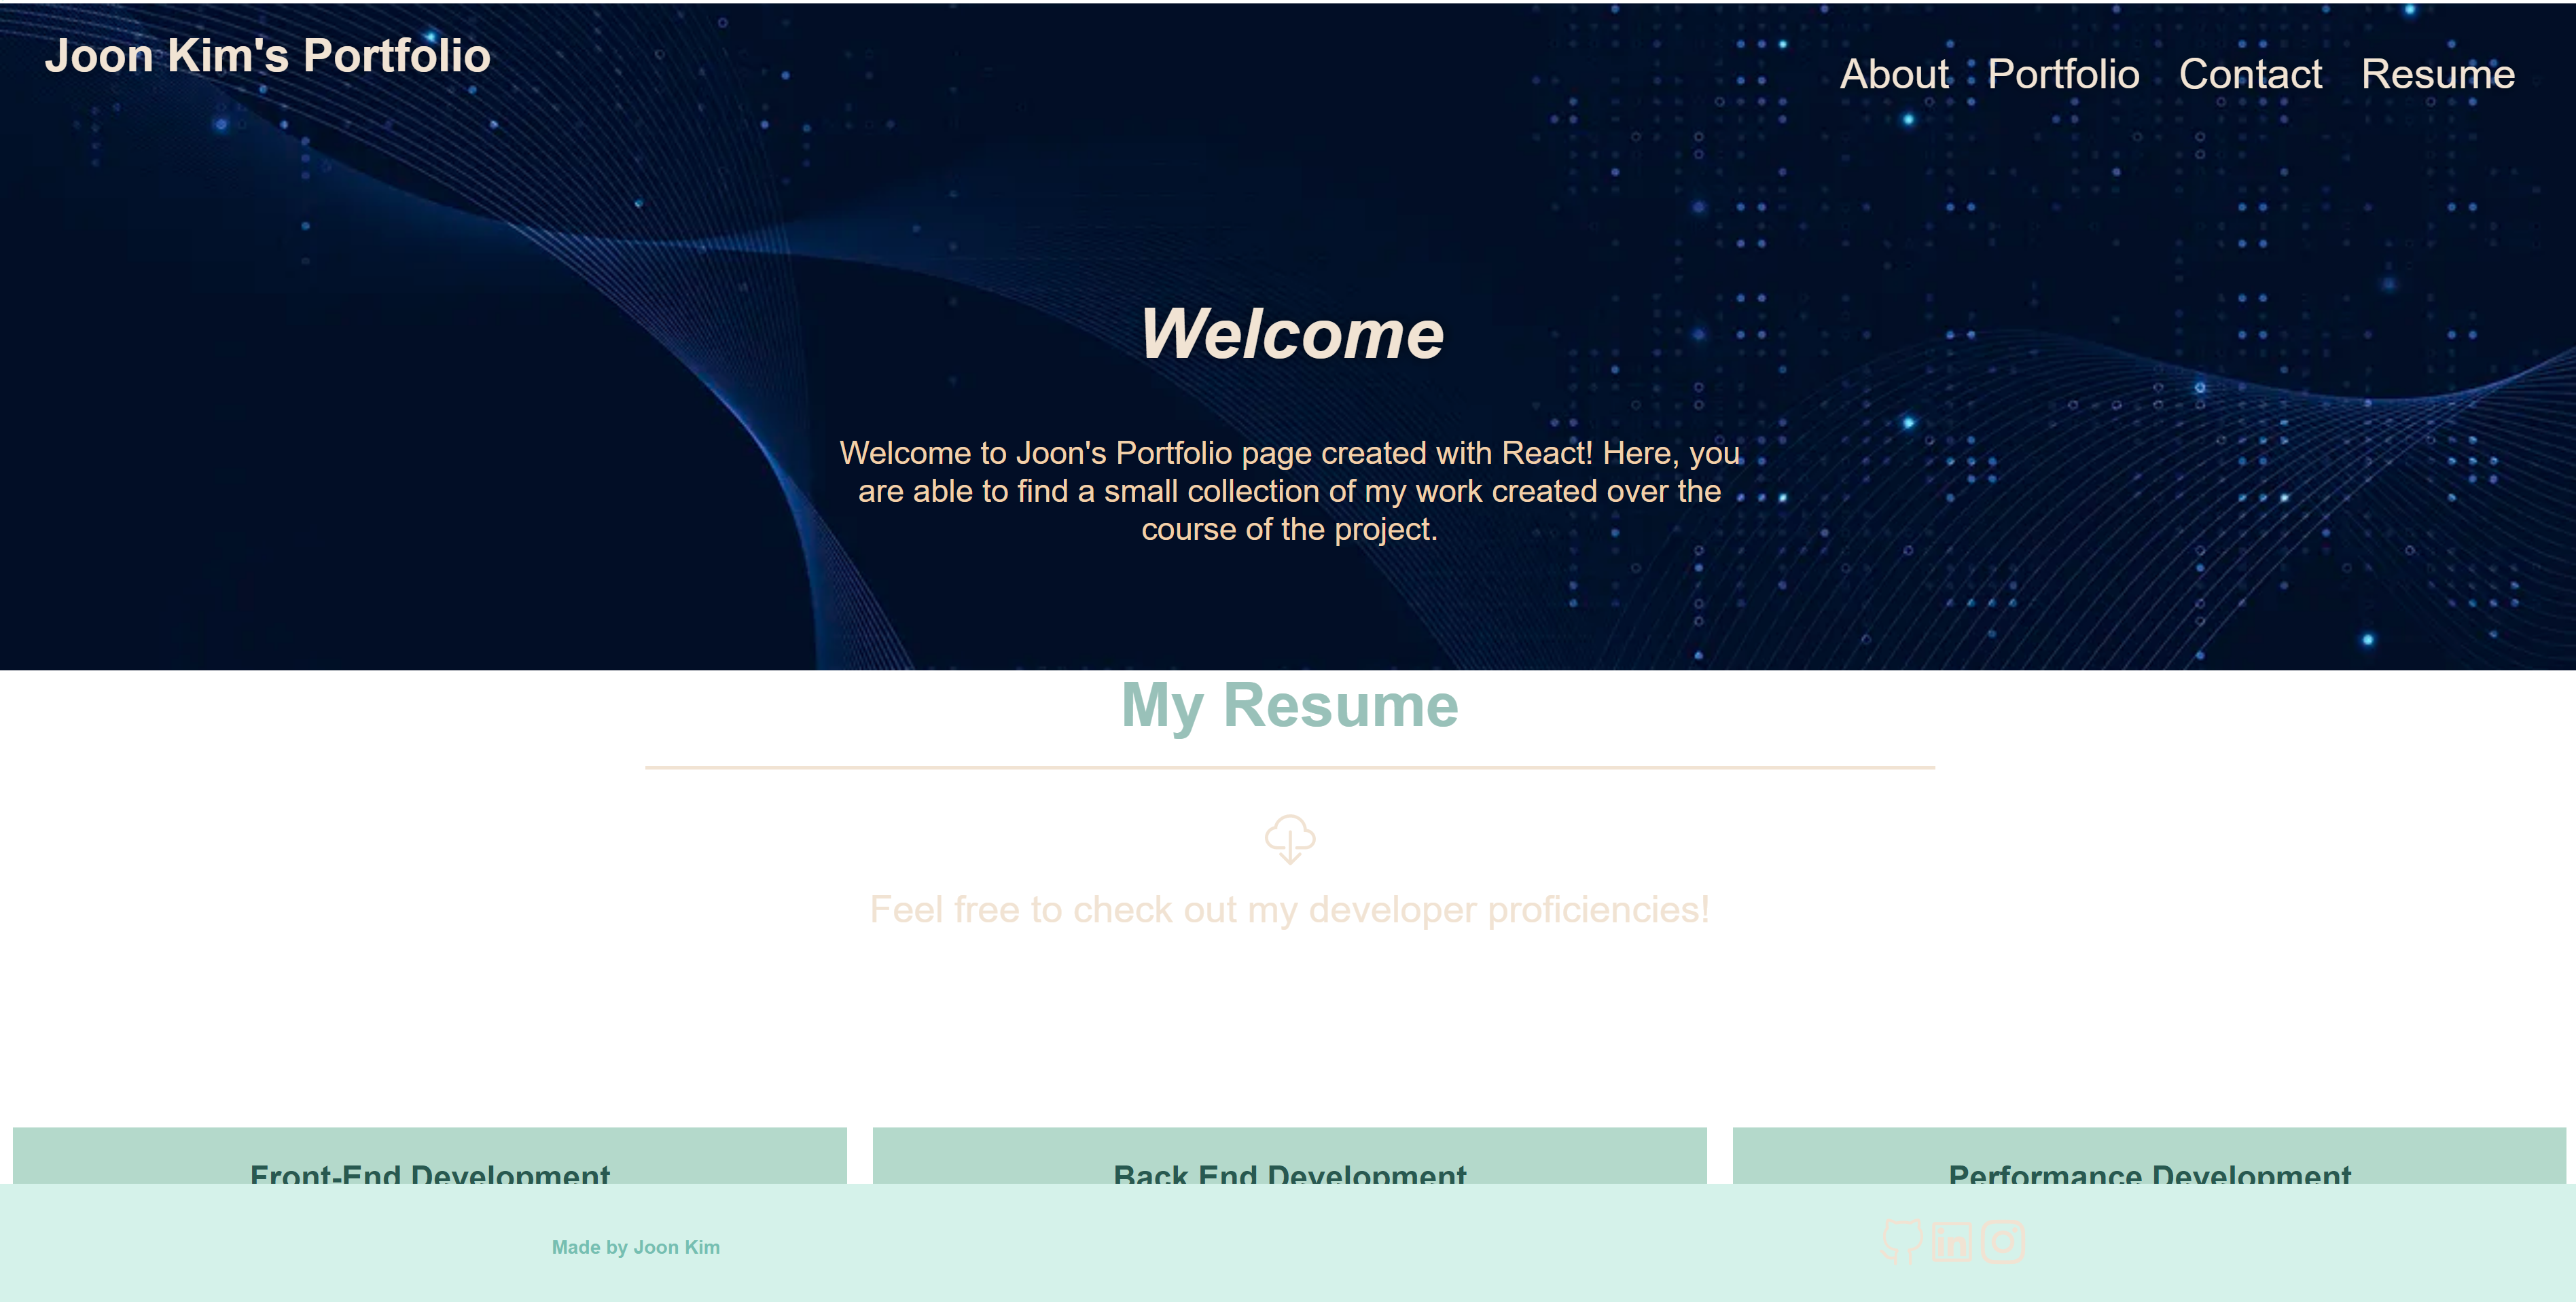 Joon Kim's Portfolio
About Portfolio Contact Resume
Welcome
Welcome to Joon's Portfolio page created with React! Here, you
are able to find a small collection of my work created over the
course of the project.
My Resume
Feel free to check out my developer proficiencies!
Front-End Development
Back End Development
Performance Development
Made by Joon Kim
in